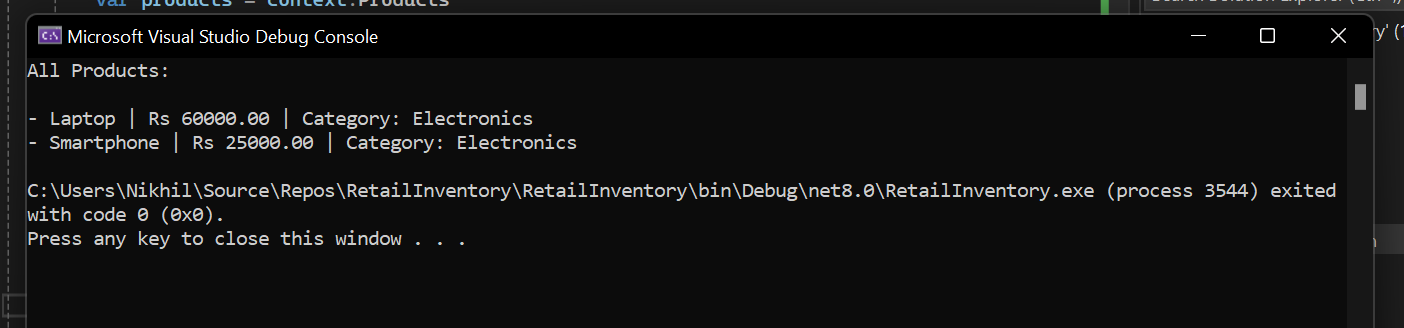 var products = context.Products
Microsoft Visual Studio Debug Console
All Products:
- Laptop | Rs 60000.00 | Category: Electronics
- Smartphone | Rs 25000.00 | Category: Electronics
C:\Users\Nikhil\Source\Repos\RetailInventory\RetailInventory\bin\Debug\net8.0\RetailInventory.exe (process 3544) exited
with code 0 (0x0).
Press any key to close this window . . .